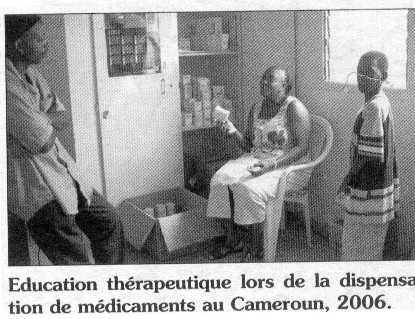 Education thérapeutique lors de la dispensa-
tion de médicaments au Cameroun, 2006.